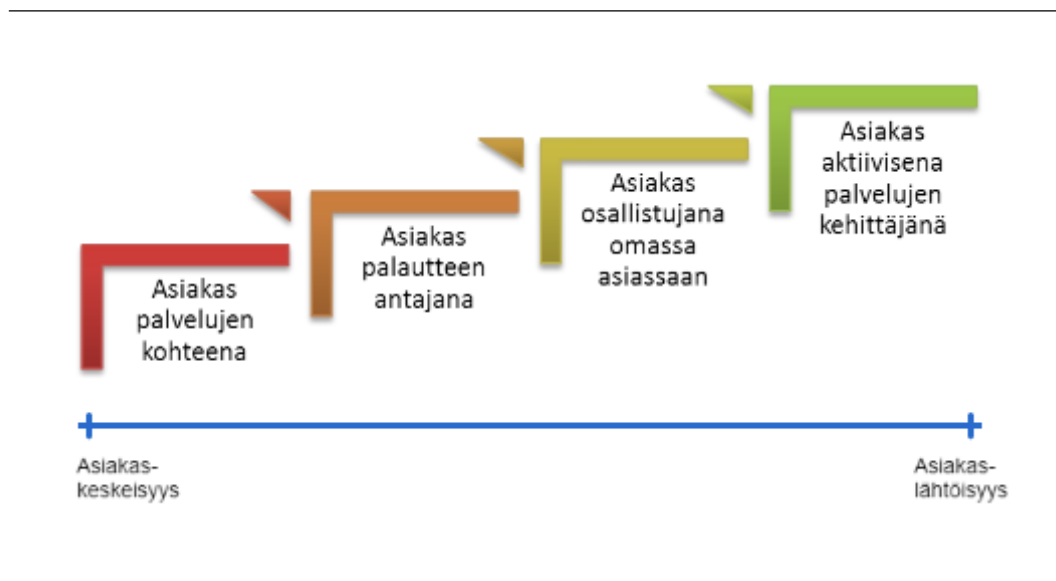 Asiakas
palvelujen
kohteena
Asiakas
palautteen
antajana
Asiakas
osallistujana
omassa
asiassaan
Asiakas
aktiivisena
palvelujen
kehittäjänä
Asiakas-
keskeisyys
Asiakas-
lähtöisyys